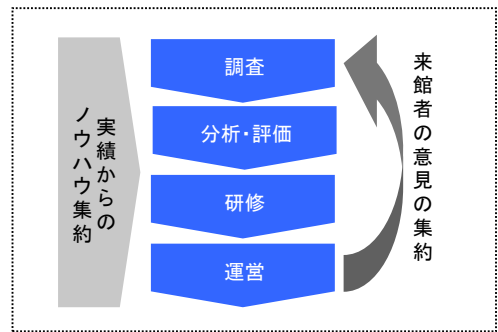 実績からの
ノウハウ集約
調査
分析・評価
研修
運営
来館者の意見の集約